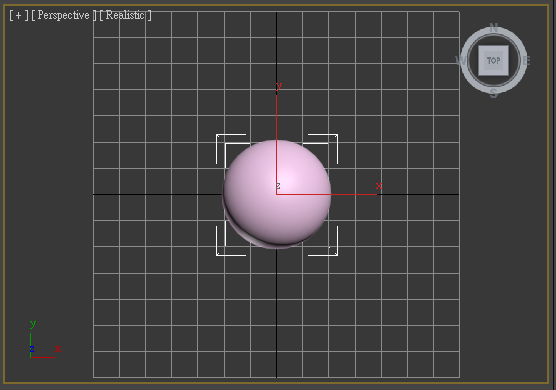 [ + ] [ Perspective ] [ Realistic ]
N
W TOP E
S
y
z x
y
z x